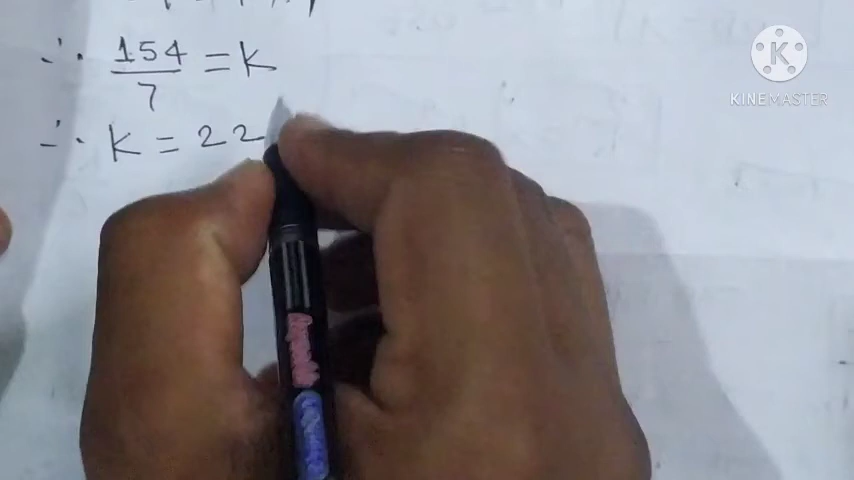 ∴ 154/7 = K
∴ K = 22
K
KINEMASTER